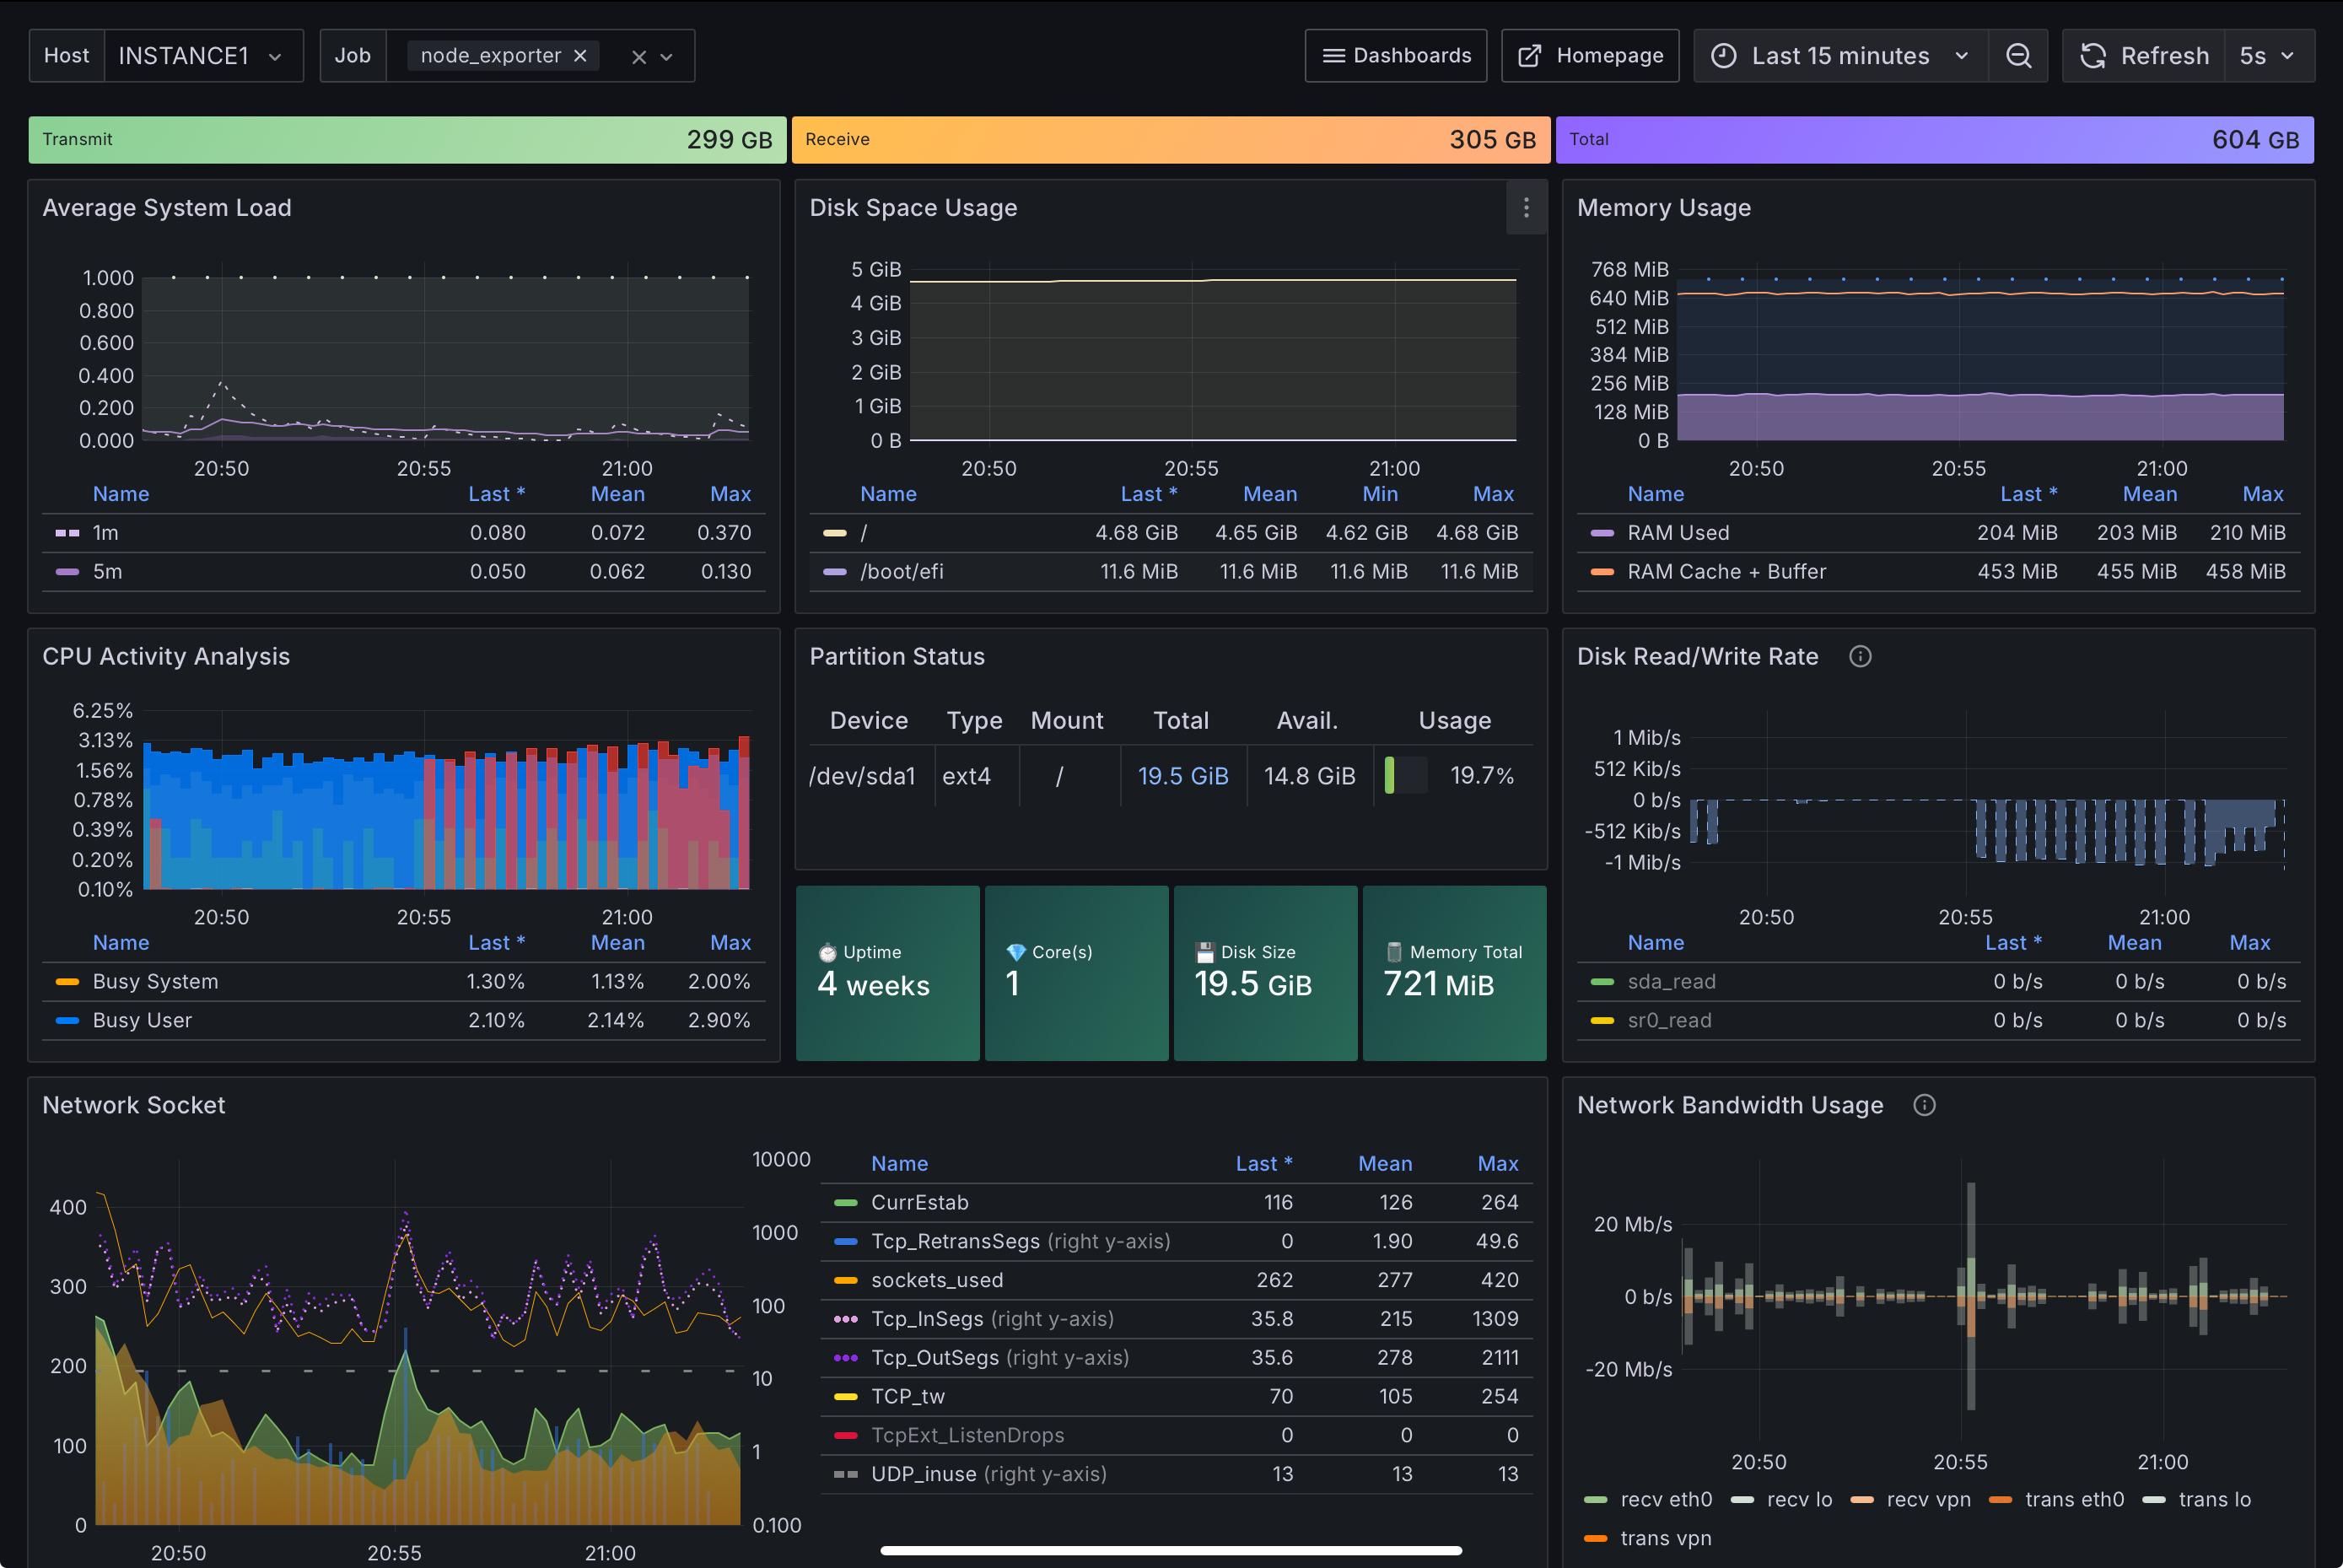 Host INSTANCE1 Job node_exporter Dashboards Homepage Last 15 minutes Refresh 5s
Transmit 299 GB Receive 305 GB Total 604 GB
Average System Load
1.000
0.800
0.600
0.400
0.200
0.000
20:50 20:55 21:00
Name Last * Mean Max
1m 0.080 0.072 0.370
5m 0.050 0.062 0.130
Disk Space Usage
5 GiB
4 GiB
3 GiB
2 GiB
1 GiB
0 B
20:50 20:55 21:00
Name Last * Mean Min Max
/ 4.68 GiB 4.65 GiB 4.62 GiB 4.68 GiB
/boot/efi 11.6 MiB 11.6 MiB 11.6 MiB 11.6 MiB
Memory Usage
768 MiB
640 MiB
512 MiB
384 MiB
256 MiB
128 MiB
0 B
20:50 20:55 21:00
Name Last * Mean Max
RAM Used 204 MiB 203 MiB 210 MiB
RAM Cache + Buffer 453 MiB 455 MiB 458 MiB
CPU Activity Analysis
6.25%
3.13%
1.56%
0.78%
0.39%
0.20%
0.10%
20:50 20:55 21:00
Name Last * Mean Max
Busy System 1.30% 1.13% 2.00%
Busy User 2.10% 2.14% 2.90%
Partition Status
Device Type Mount Total Avail. Usage
/dev/sda1 ext4 / 19.5 GiB 14.8 GiB 19.7%
Uptime
4 weeks
Core(s)
1
Disk Size
19.5 GiB
Memory Total
721 MiB
Disk Read/Write Rate
1 Mib/s
512 Kib/s
0 b/s
-512 Kib/s
-1 Mib/s
20:50 20:55 21:00
Name Last * Mean Max
sda_read 0 b/s 0 b/s 0 b/s
sr0_read 0 b/s 0 b/s 0 b/s
Network Socket
400
300
200
100
0
10000
1000
100
10
1
0.100
20:50 20:55 21:00
Name Last * Mean Max
CurrEstab 116 126 264
Tcp_RetransSegs (right y-axis) 0 1.90 49.6
sockets_used 262 277 420
Tcp_InSegs (right y-axis) 35.8 215 1309
Tcp_OutSegs (right y-axis) 35.6 278 2111
TCP_tw 70 105 254
TcpExt_ListenDrops 0 0 0
UDP_inuse (right y-axis) 13 13 13
Network Bandwidth Usage
20 Mb/s
0 b/s
-20 Mb/s
20:50 20:55 21:00
recv eth0 recv lo recv vpn trans eth0 trans lo
trans vpn